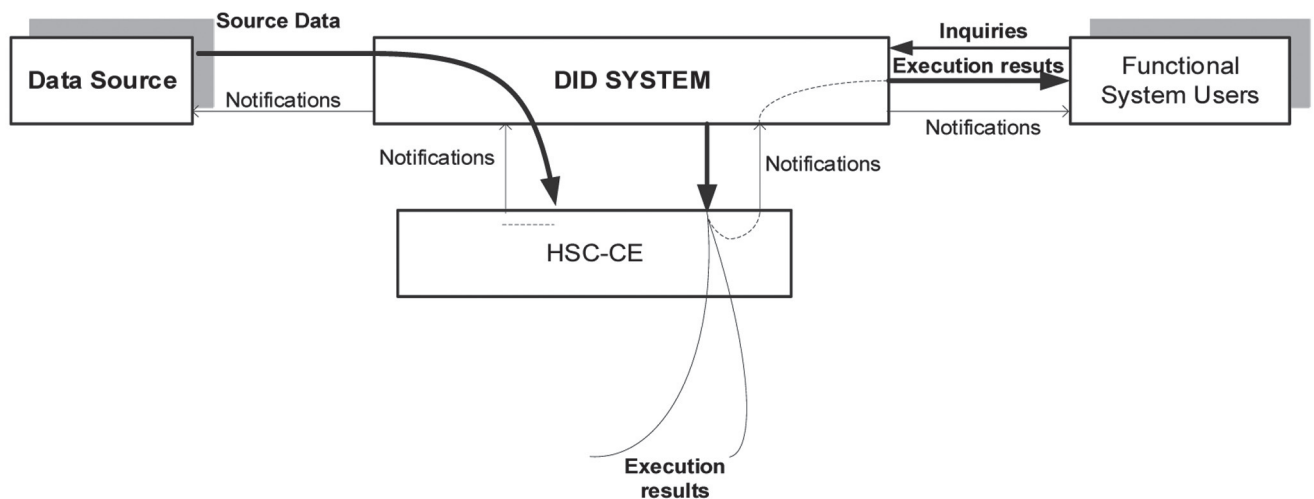 Source Data
Data Source
Notifications
DID SYSTEM
Inquiries
Execution resuts
Notifications
Functional
System Users
Notifications
Notifications
HSC-CE
Execution
results